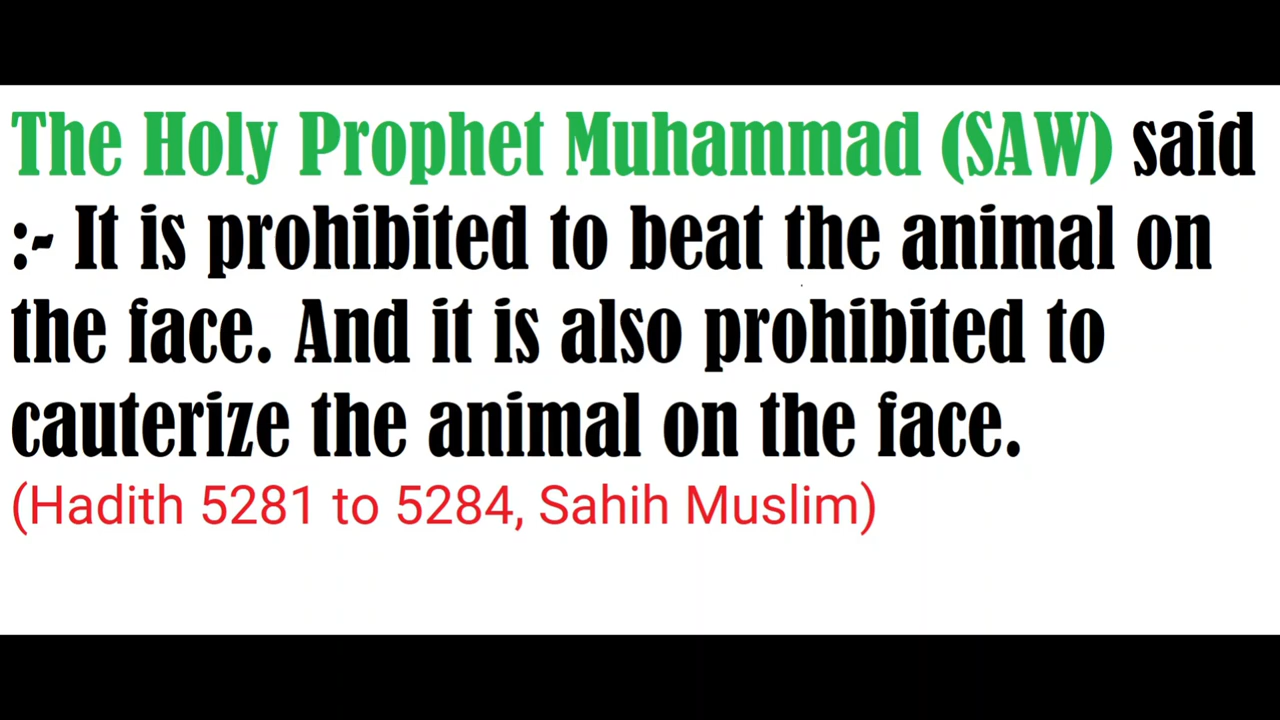 The Holy Prophet Muhammad (SAW) said
:- It is prohibited to beat the animal on
the face. And it is also prohibited to
cauterize the animal on the face.
(Hadith 5281 to 5284, Sahih Muslim)